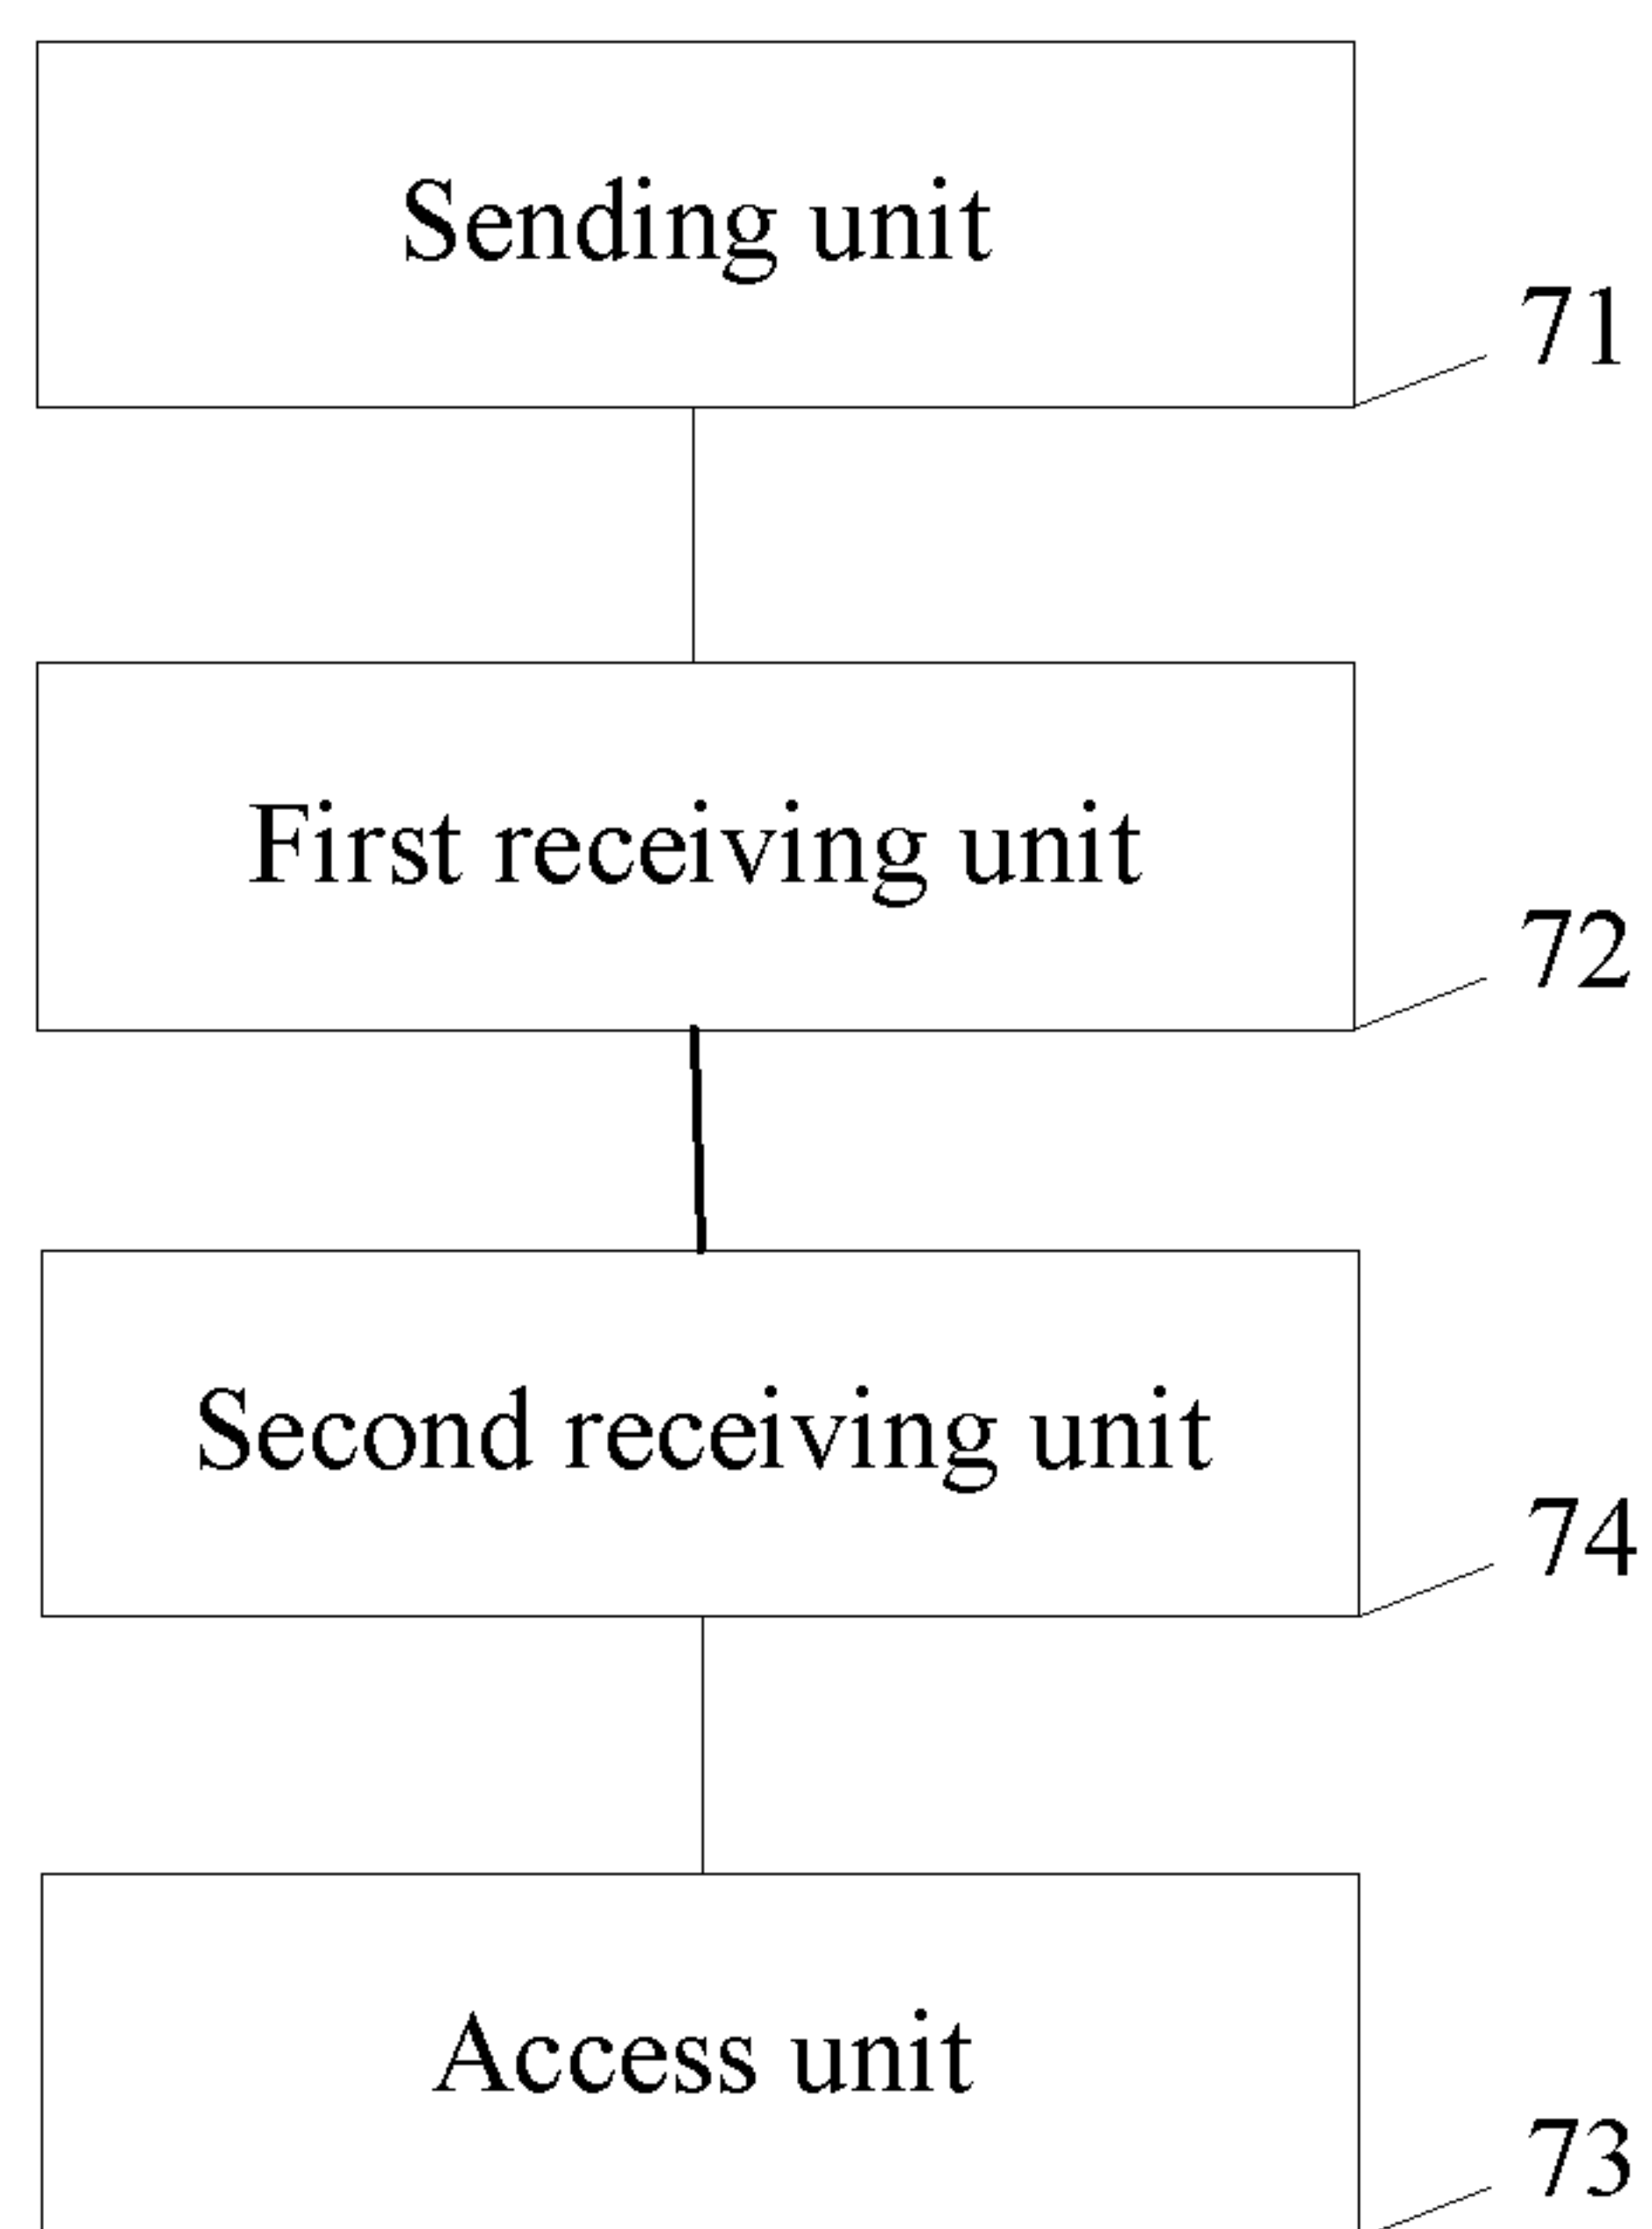 Sending unit
71
First receiving unit
72
Second receiving unit
74
Access unit
73